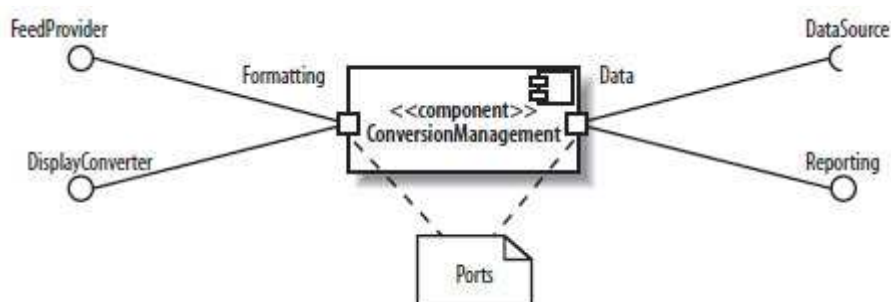 FeedProvider
DataSource
Formatting
Data
<<component>>
ConversionManagement
DisplayConverter
Reporting
Ports